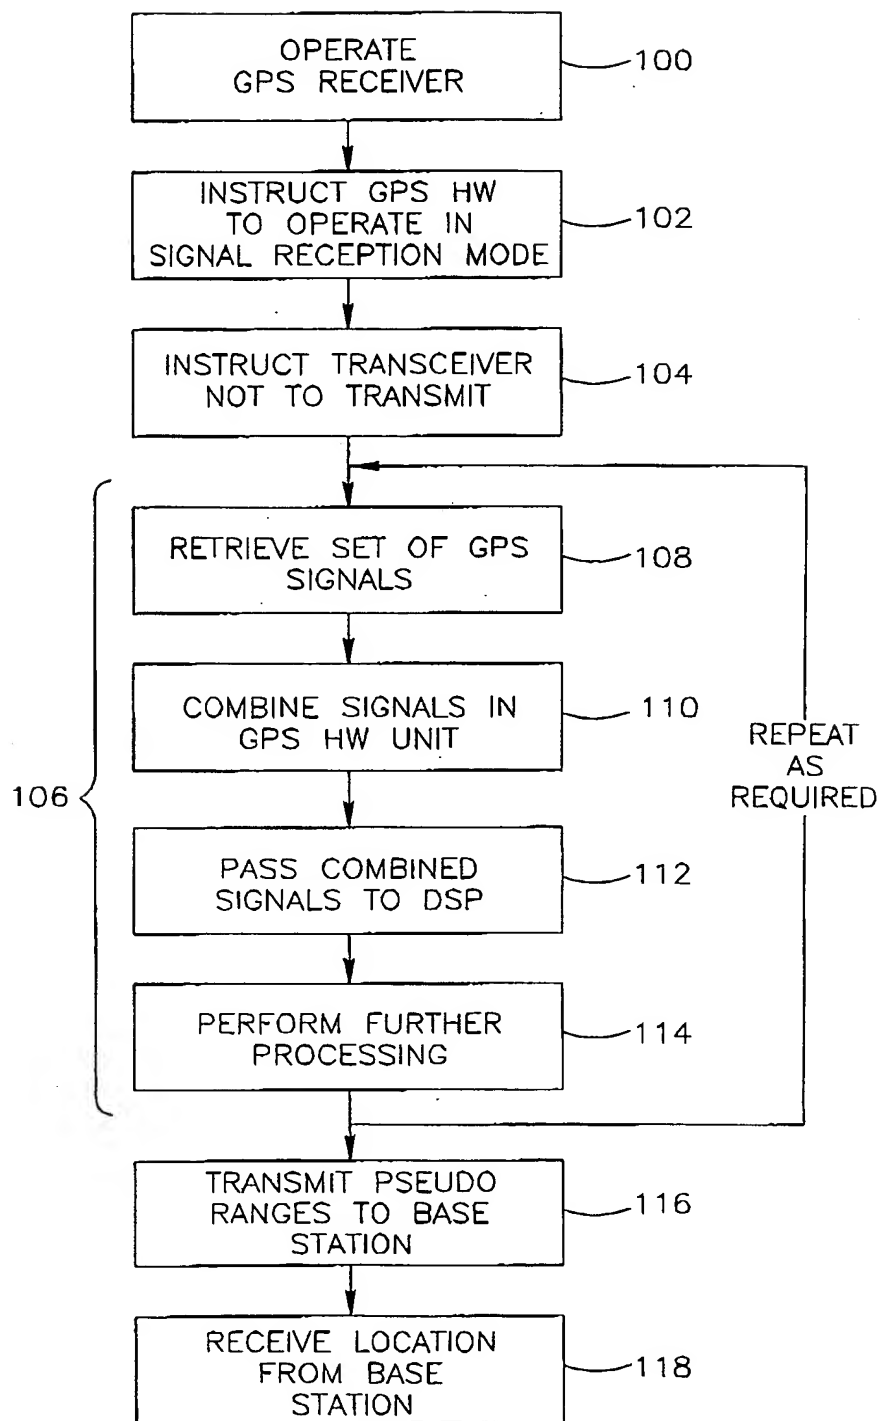 OPERATE
GPS RECEIVER
100
INSTRUCT GPS HW
TO OPERATE IN
SIGNAL RECEPTION MODE
102
INSTRUCT TRANSCEIVER
NOT TO TRANSMIT
104
106
RETRIEVE SET OF GPS
SIGNALS
108
COMBINE SIGNALS IN
GPS HW UNIT
110
REPEAT
AS
REQUIRED
PASS COMBINED
SIGNALS TO DSP
112
PERFORM FURTHER
PROCESSING
114
TRANSMIT PSEUDO
RANGES TO BASE
STATION
116
RECEIVE LOCATION
FROM BASE
STATION
118